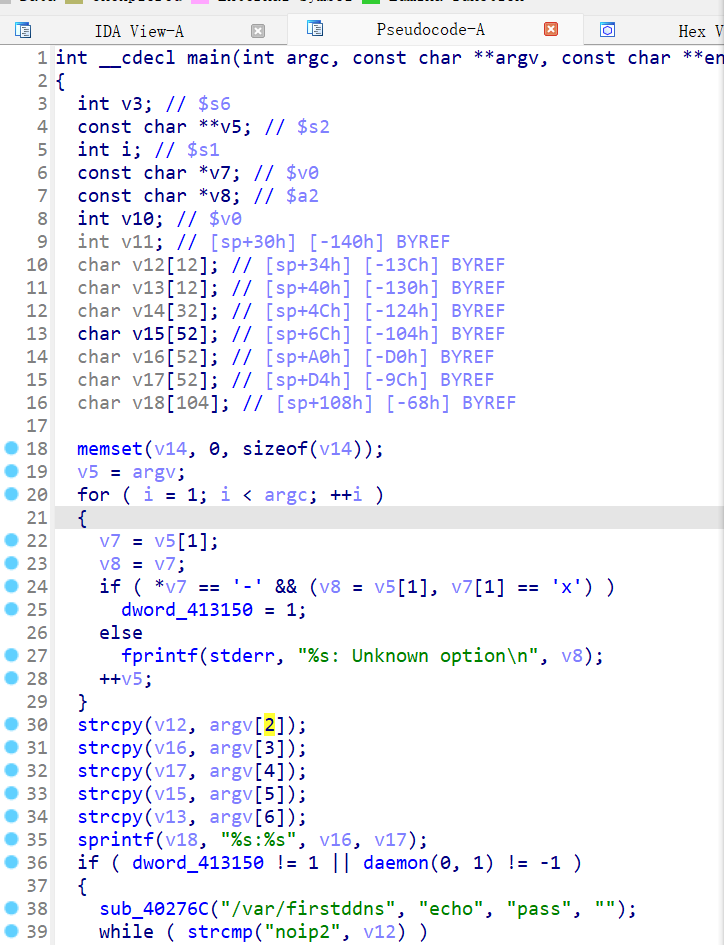 IDA View-A
Pseudocode-A
Hex V
1 int __cdecl main(int argc, const char **argv, const char **en
2 {
3 int v3; // $s6
4 const char **v5; // $s2
5 int i; // $s1
6 const char *v7; // $v0
7 const char *v8; // $a2
8 int v10; // $v0
9 int v11; // [sp+30h] [-140h] BYREF
10 char v12[12]; // [sp+34h] [-13Ch] BYREF
11 char v13[12]; // [sp+40h] [-130h] BYREF
12 char v14[32]; // [sp+4Ch] [-124h] BYREF
13 char v15[52]; // [sp+6Ch] [-104h] BYREF
14 char v16[52]; // [sp+A0h] [-D0h] BYREF
15 char v17[52]; // [sp+D4h] [-9Ch] BYREF
16 char v18[104]; // [sp+108h] [-68h] BYREF
17
18 memset(v14, 0, sizeof(v14));
19 v5 = argv;
20 for ( i = 1; i < argc; ++i )
21 {
22 v7 = v5[1];
23 v8 = v7;
24 if ( *v7 == '-' && (v8 = v5[1], v7[1] == 'x') )
25 dword_413150 = 1;
26 else
27 fprintf(stderr, "%s: Unknown option\n", v8);
28 ++v5;
29 }
30 strcpy(v12, argv[2]);
31 strcpy(v16, argv[3]);
32 strcpy(v17, argv[4]);
33 strcpy(v15, argv[5]);
34 strcpy(v13, argv[6]);
35 sprintf(v18, "%s:%s", v16, v17);
36 if ( dword_413150 != 1 || daemon(0, 1) != -1 )
37 {
38 sub_40276C("/var/firstddns", "echo", "pass", "");
39 while ( strcmp("noip2", v12) )